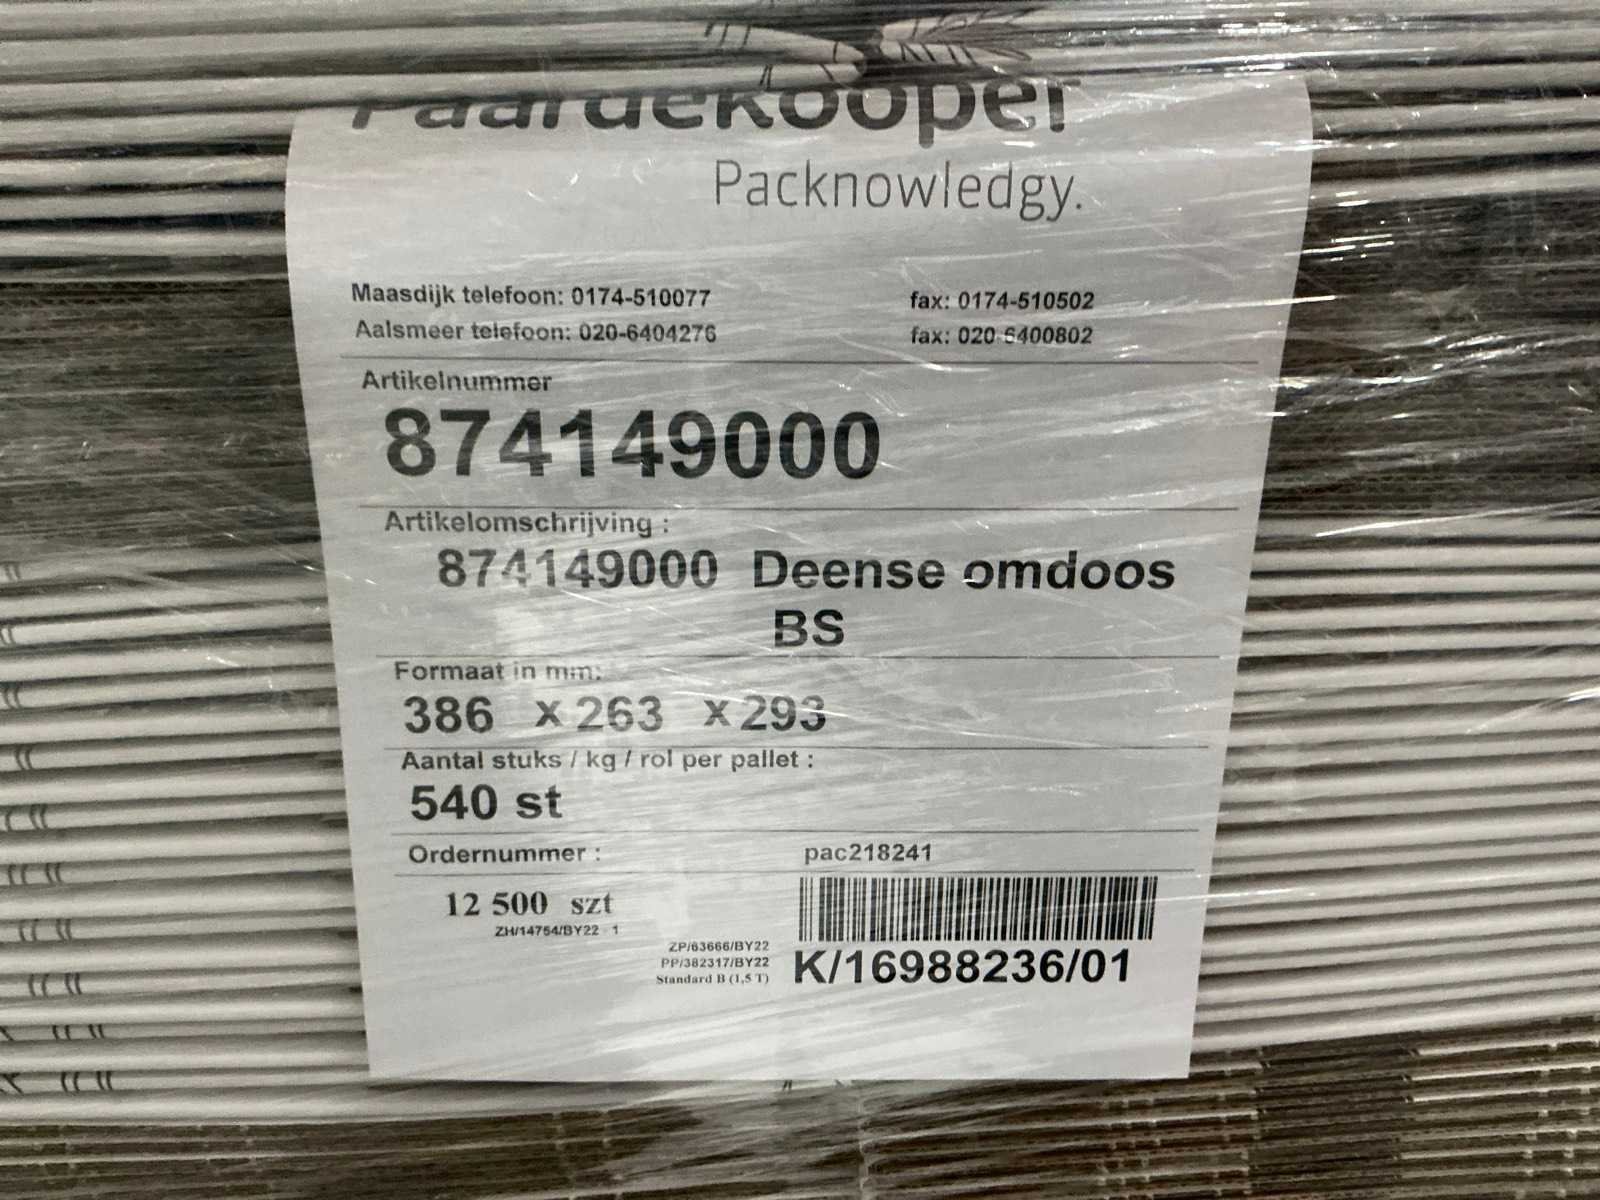 Paardekooper
Packnowledgy.
Maasdijk telefoon: 0174-510077 fax: 0174-510502
Aalsmeer telefoon: 020-6404276 fax: 020-6400802
Artikelnummer
874149000
Artikelomschrijving :
874149000 Deense omdoos
BS
Formaat in mm:
386 x 263 x 293
Aantal stuks / kg / rol per pallet :
540 st
Ordernummer : pac218241
12 500 szt
ZH/14754/BY22 1
ZP/63666/BY22
PP/382317/BY22
Standard B (1,5 T)
K/16988236/01